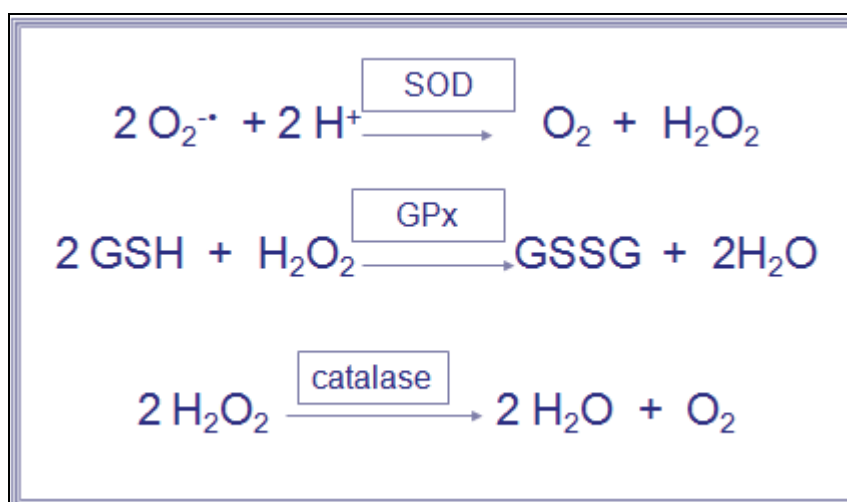 SOD
2 O₂⁻• + 2 H⁺ → O₂ + H₂O₂
GPx
2 GSH + H₂O₂ → GSSG + 2H₂O
catalase
2 H₂O₂ → 2 H₂O + O₂